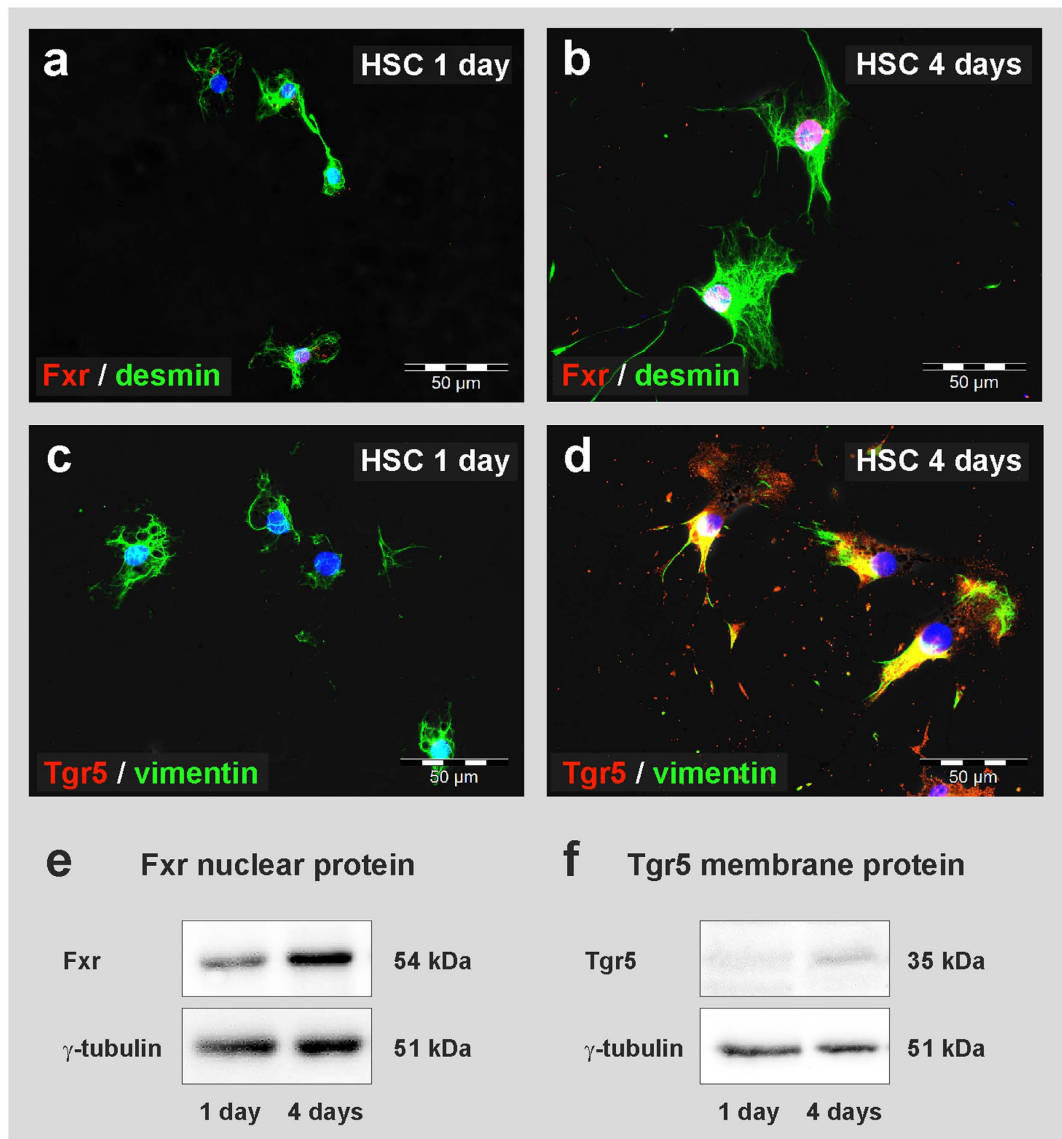 a
HSC 1 day
Fxr / desmin
50 µm
b
HSC 4 days
Fxr / desmin
50 µm
c
HSC 1 day
Tgr5 / vimentin
50 µm
d
HSC 4 days
Tgr5 / vimentin
50 µm
e Fxr nuclear protein
Fxr 54 kDa
γ-tubulin 51 kDa
1 day 4 days
f Tgr5 membrane protein
Tgr5 35 kDa
γ-tubulin 51 kDa
1 day 4 days